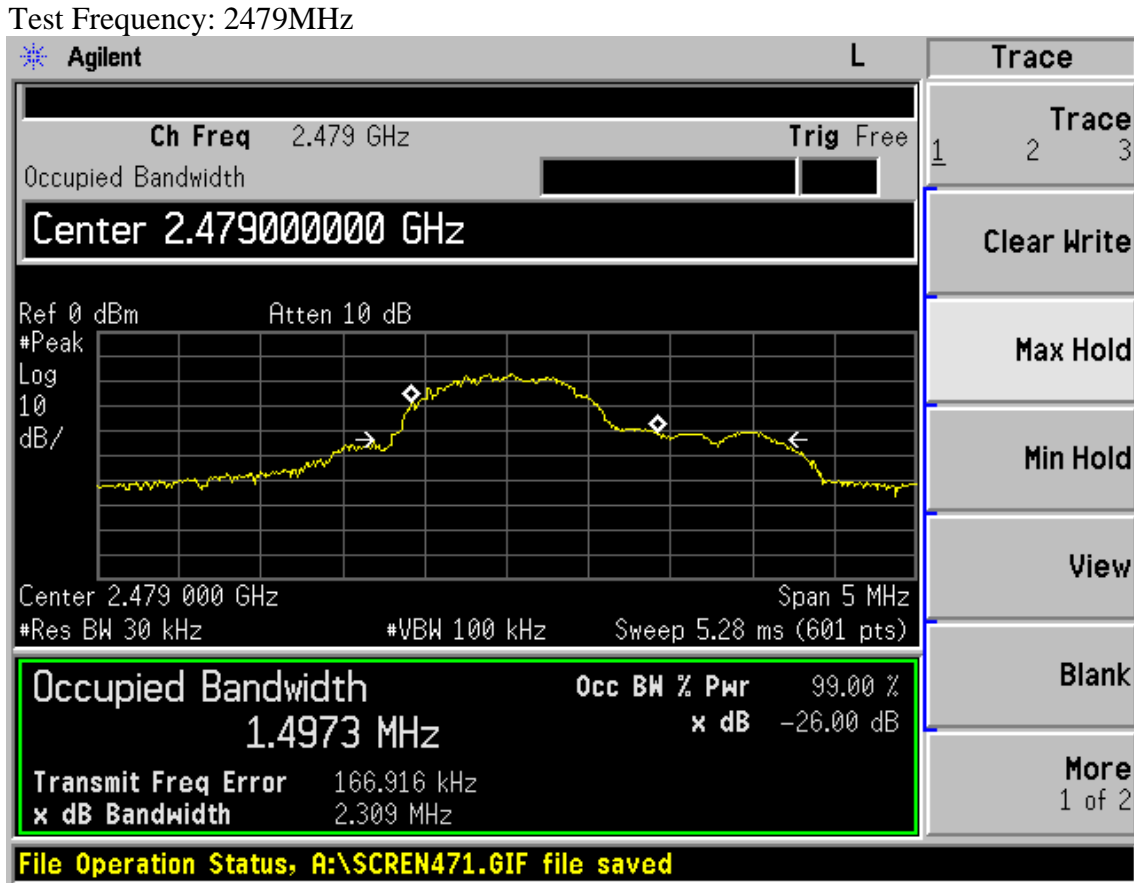 Test Frequency: 2479MHz
Agilent L Trace
Ch Freq 2.479 GHz Trig Free
Occupied Bandwidth
Center 2.479000000 GHz
Ref 0 dBm Atten 10 dB
#Peak
Log
10
dB/
Center 2.479 000 GHz Span 5 MHz
#Res BW 30 kHz #VBW 100 kHz Sweep 5.28 ms (601 pts)
Occupied Bandwidth Occ BW % Pwr 99.00 %
1.4973 MHz x dB -26.00 dB
Transmit Freq Error 166.916 kHz
x dB Bandwidth 2.309 MHz
File Operation Status, A:\SCREN471.GIF file saved
Trace
1 2 3
Clear Write
Max Hold
Min Hold
View
Blank
More
1 of 2